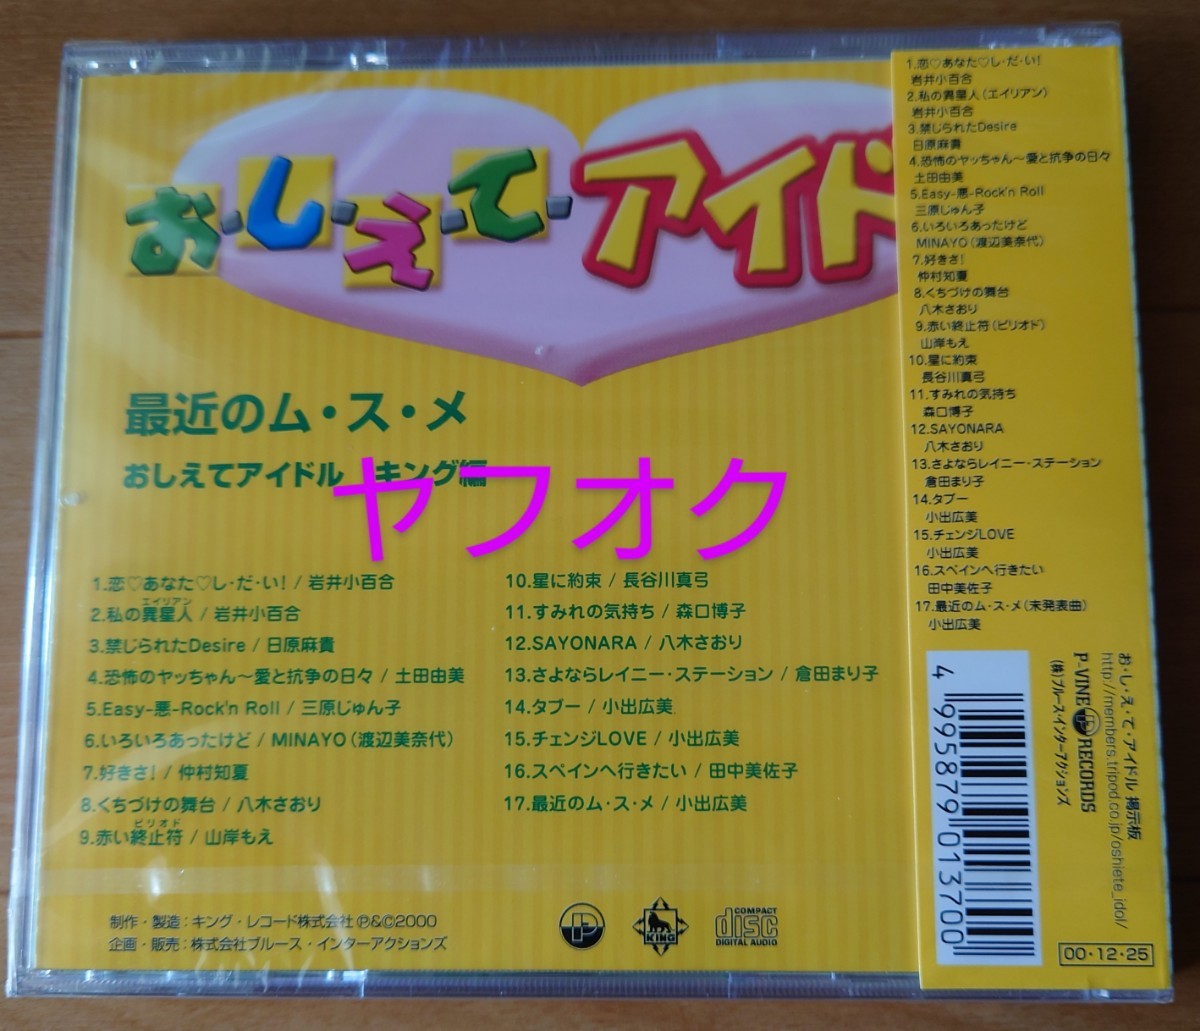 お・し・え・て・アイド
最近のム・ス・メ
おしえてアイドル キング編
ヤフオク
1.恋♡あなた♡し・だ・い! / 岩井小百合
エイリアン
2.私の異星人 / 岩井小百合
3.禁じられたDesire / 日原麻貴
4.恐怖のヤッちゃん〜愛と抗争の日々 / 土田由美
5.Easy-悪-Rock'n Roll / 三原じゅん子
6.いろいろあったけど / MINAYO(渡辺美奈代)
7.好きさ! / 仲村知夏
8.くちづけの舞台 / 八木さおり
ピリオド
9.赤い終止符 / 山岸もえ
10.星に約束 / 長谷川真弓
11.すみれの気持ち / 森口博子
12.SAYONARA / 八木さおり
13.さよならレイニー・ステーション / 倉田まり子
14.タブー / 小出広美
15.チェンジLOVE / 小出広美
16.スペインへ行きたい / 田中美佐子
17.最近のム・ス・メ / 小出広美
制作・製造:キング・レコード株式会社 ℗&©2000
企画・販売:株式会社ブルース・インターアクションズ
P
KING
COMPACT
disc
DIGITAL AUDIO
1.恋♡あなた♡し・だ・い!
岩井小百合
2.私の異星人(エイリアン)
岩井小百合
3.禁じられたDesire
日原麻貴
4.恐怖のヤッちゃん〜愛と抗争の日々
土田由美
5.Easy-悪-Rock'n Roll
三原じゅん子
6.いろいろあったけど
MINAYO(渡辺美奈代)
7.好きさ!
仲村知夏
8.くちづけの舞台
八木さおり
9.赤い終止符(ピリオド)
山岸もえ
10.星に約束
長谷川真弓
11.すみれの気持ち
森口博子
12.SAYONARA
八木さおり
13.さよならレイニー・ステーション
倉田まり子
14.タブー
小出広美
15.チェンジLOVE
小出広美
16.スペインへ行きたい
田中美佐子
17.最近のム・ス・メ(未発表曲)
小出広美
お・し・え・て・アイドル 掲示板
http://members.tripod.co.jp/oshiete_idol/
P-VINE RECORDS
(株)ブルース・インターアクションズ
4 995879 013700
00・12・25